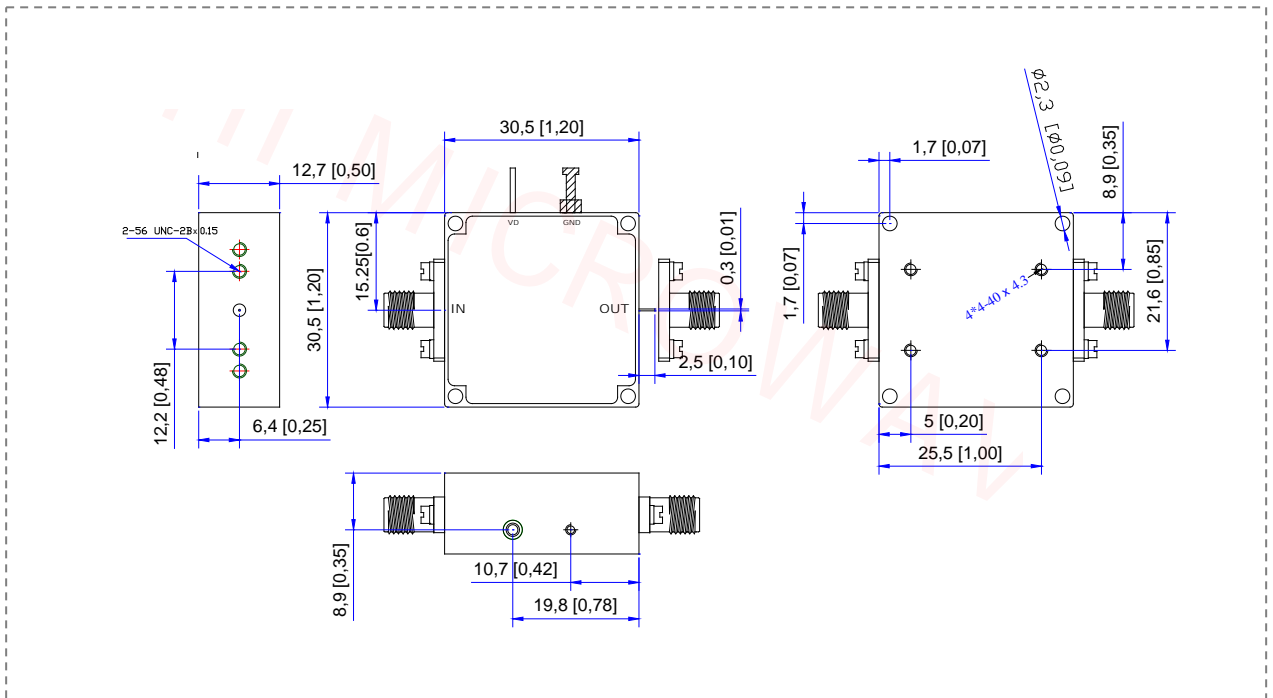 12,7 [0,50]
2-56 UNC-2B x 0.15
12,2 [0,48]
6,4 [0,25]
30,5 [1,20]
VD
GND
15.25[0.6]
30,5 [1,20]
IN
OUT
0,3 [0,01]
2,5 [0,10]
1,7 [0,07]
Ø2,3 [Ø0,09]
8,9 [0,35]
1,7 [0,07]
4*4-40 x 4.3
21,6 [0,85]
5 [0,20]
25,5 [1,00]
8,9 [0,35]
10,7 [0,42]
19,8 [0,78]
MICROWAV